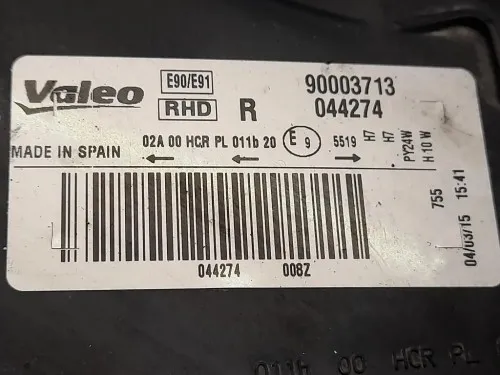 Valeo E90/E91 90003713
RHD R 044274
02A 00 HCR PL 011b 20 E 9 5519 H7 H7 PY24W H10W
MADE IN SPAIN
755
04/03/15 15:41
044274 008Z
011b 00 HCR PL